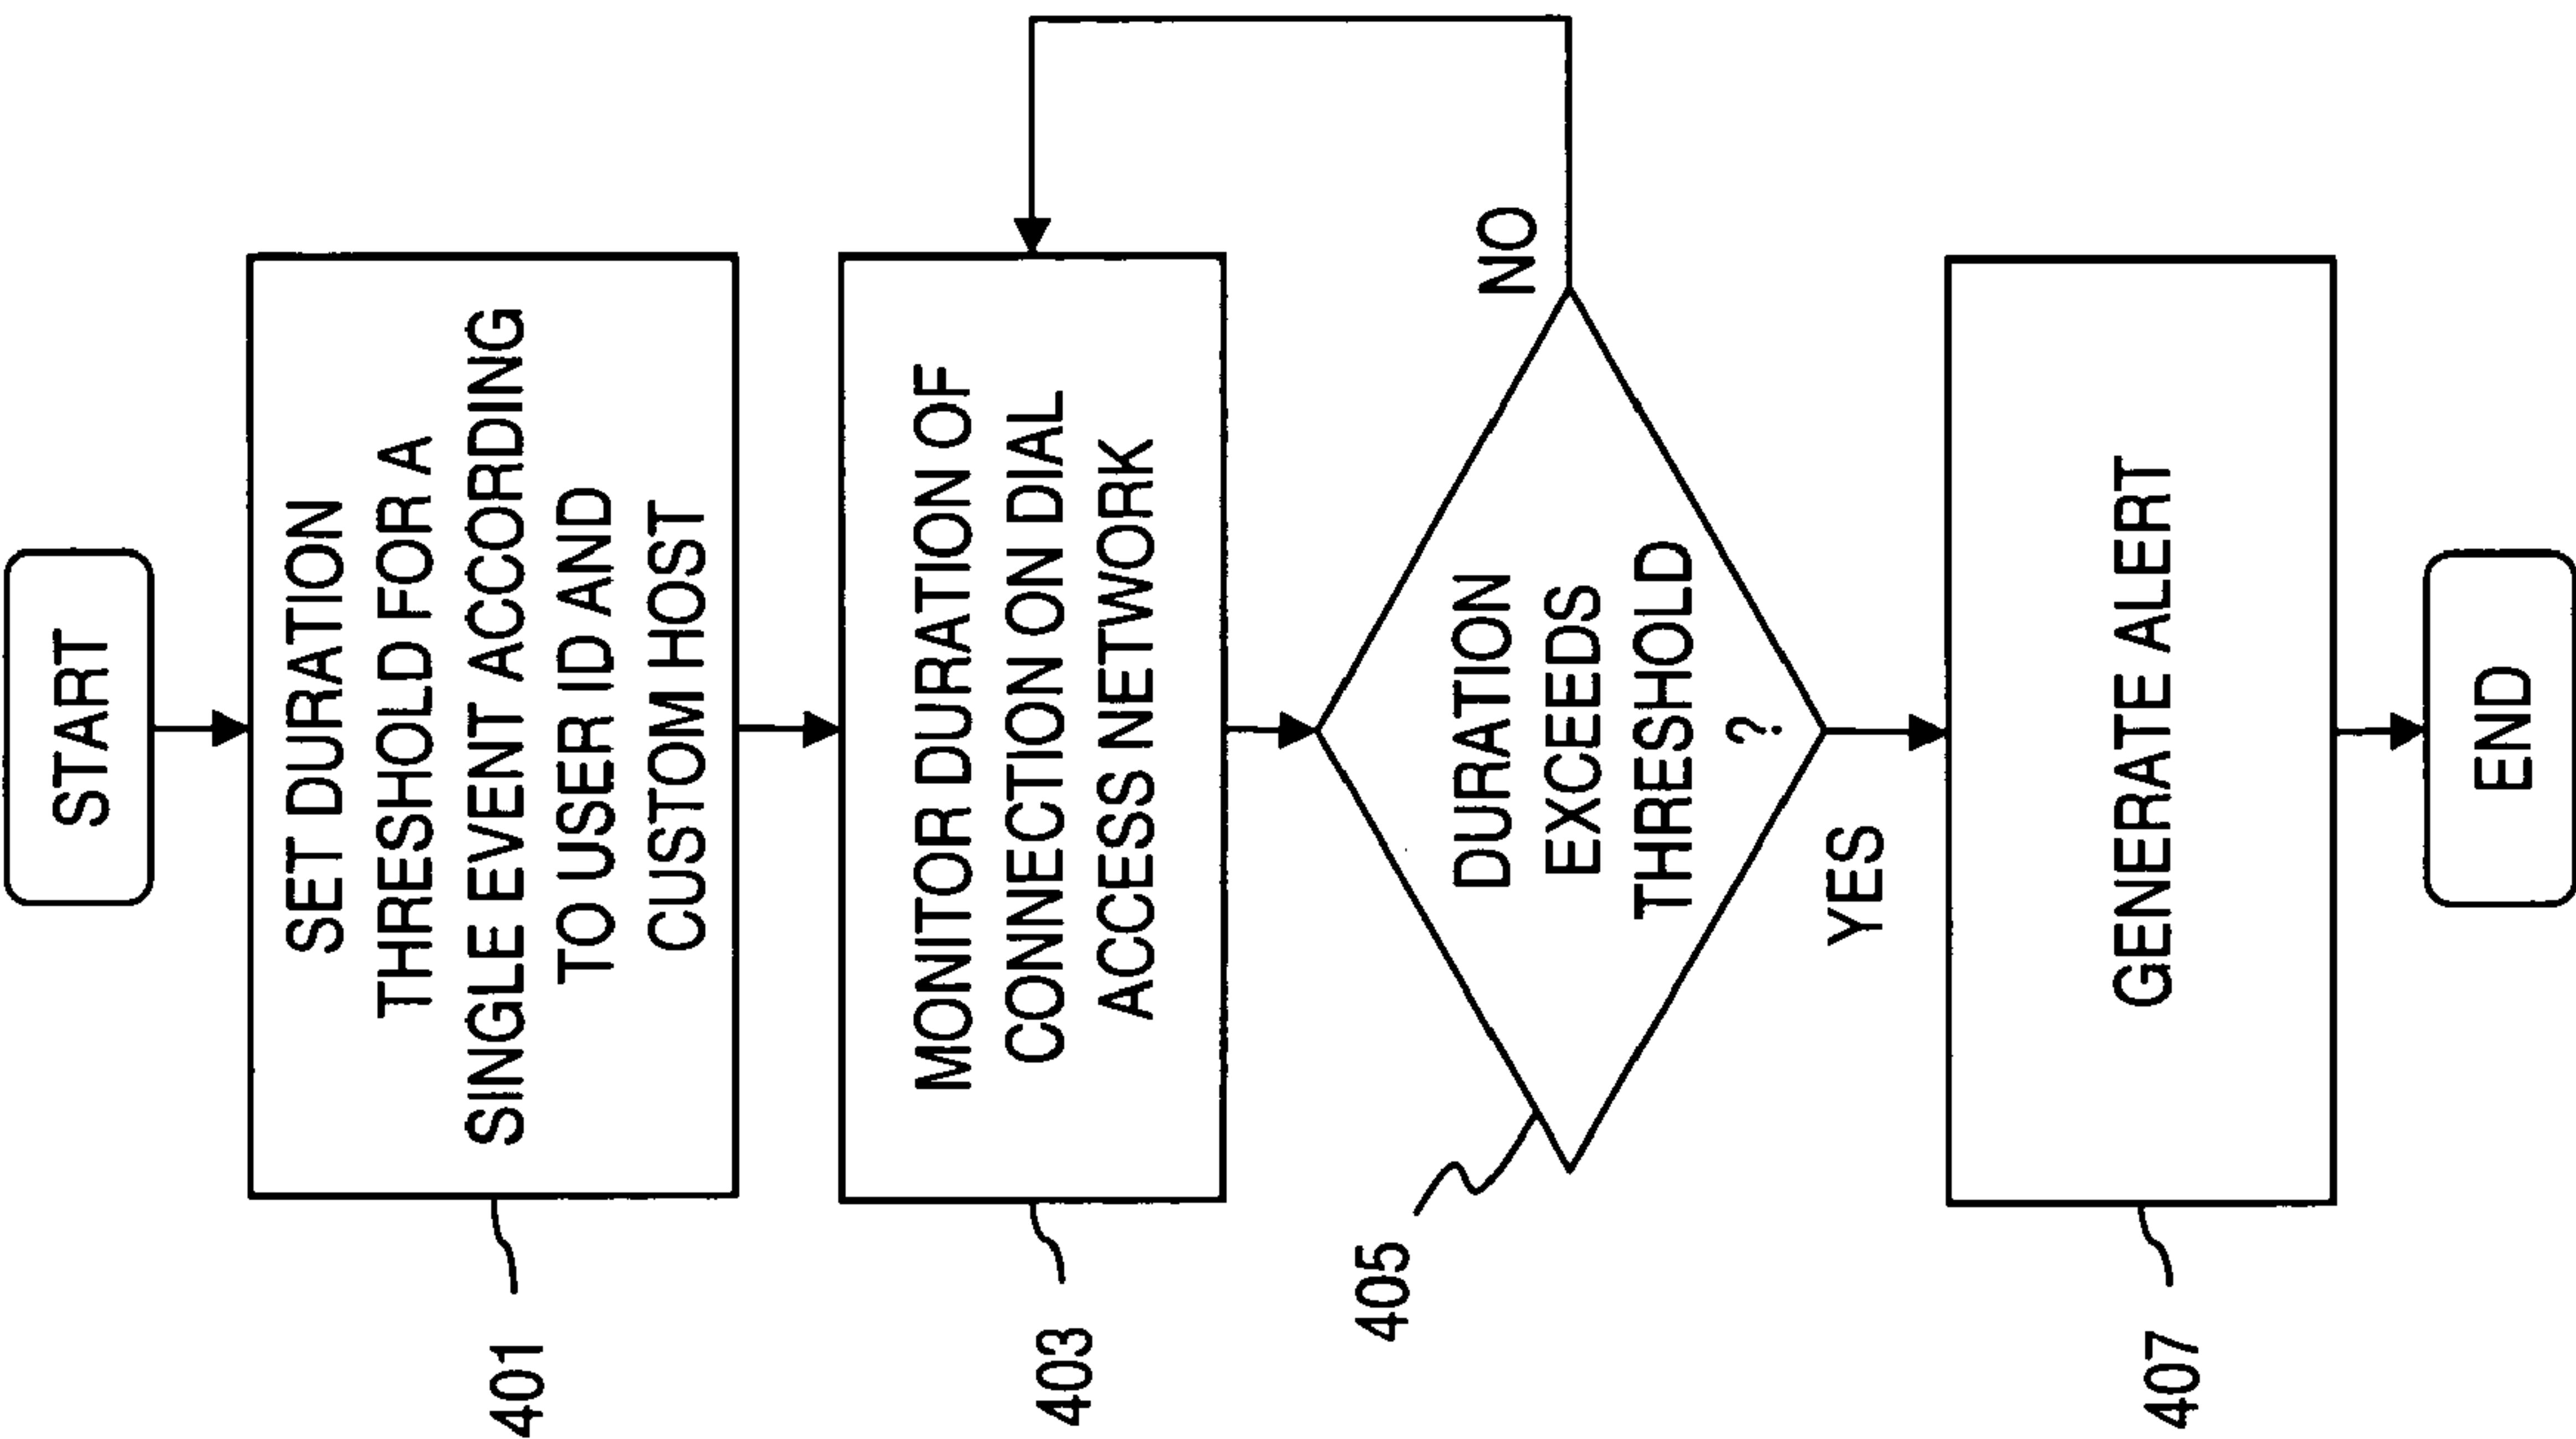 START
SET DURATION
THRESHOLD FOR A
SINGLE EVENT ACCORDING
TO USER ID AND
CUSTOM HOST
401
MONITOR DURATION OF
CONNECTION ON DIAL
ACCESS NETWORK
403
DURATION
EXCEEDS
THRESHOLD
?
405
NO
YES
GENERATE ALERT
407
END